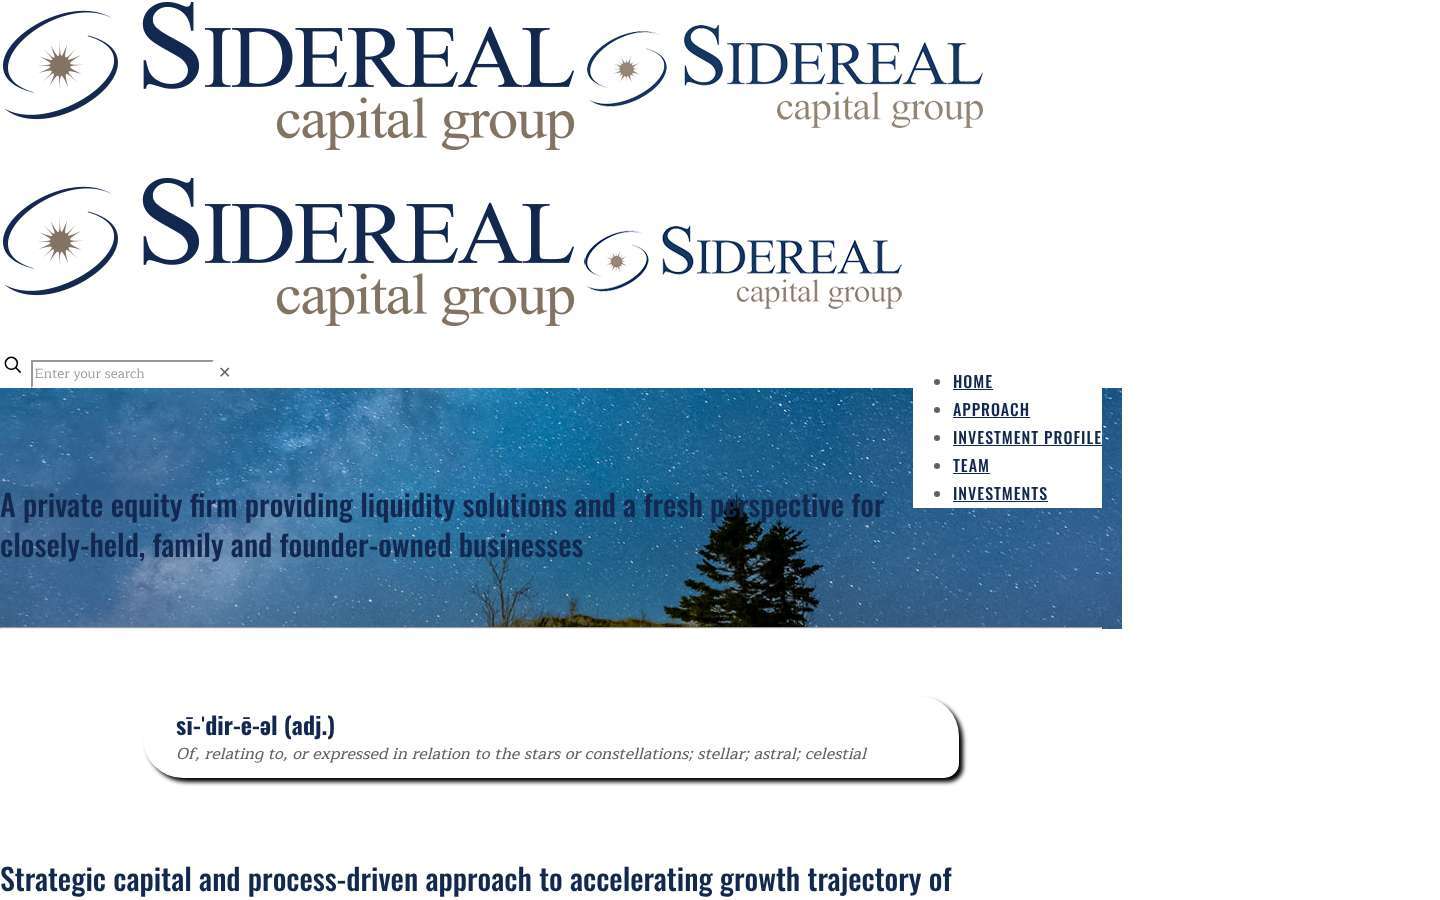 SIDEREAL
capital group
SIDEREAL
capital group
SIDEREAL
capital group
SIDEREAL
capital group
Enter your search
✕
HOME
APPROACH
INVESTMENT PROFILE
TEAM
INVESTMENTS
A private equity firm providing liquidity solutions and a fresh perspective for
closely-held, family and founder-owned businesses
sī-ˈdir-ē-əl (adj.)
Of, relating to, or expressed in relation to the stars or constellations; stellar; astral; celestial
Strategic capital and process-driven approach to accelerating growth trajectory of